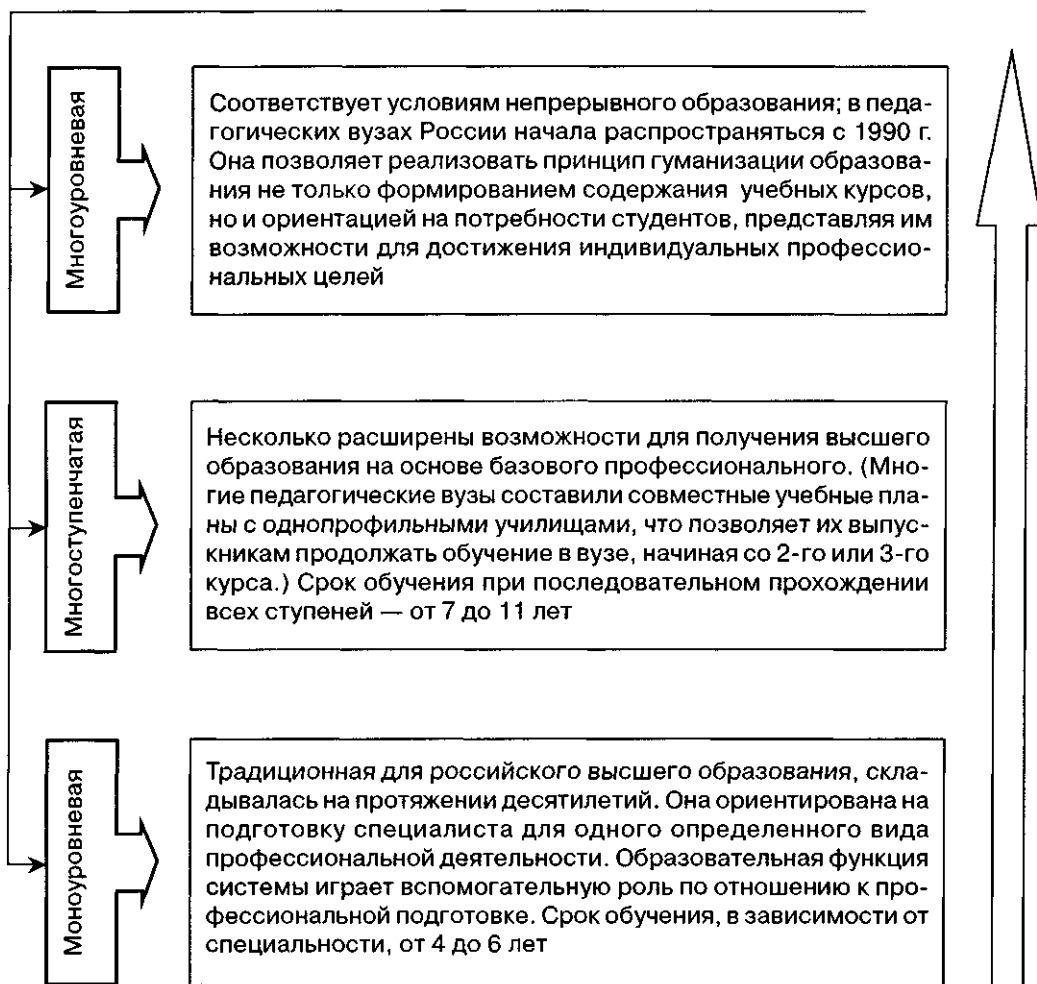 Многоуровневая
Соответствует условиям непрерывного образования; в педа-
гогических вузах России начала распространяться с 1990 г.
Она позволяет реализовать принцип гуманизации образова-
ния не только формированием содержания учебных курсов,
но и ориентацией на потребности студентов, представляя им
возможности для достижения индивидуальных профессио-
нальных целей
Многоступенчатая
Несколько расширены возможности для получения высшего
образования на основе базового профессионального. (Мно-
гие педагогические вузы составили совместные учебные пла-
ны с однопрофильными училищами, что позволяет их выпуск-
никам продолжать обучение в вузе, начиная со 2-го или 3-го
курса.) Срок обучения при последовательном прохождении
всех ступеней — от 7 до 11 лет
Моноуровневая
Традиционная для российского высшего образования, скла-
дывалась на протяжении десятилетий. Она ориентирована на
подготовку специалиста для одного определенного вида
профессиональной деятельности. Образовательная функция
системы играет вспомогательную роль по отношению к про-
фессиональной подготовке. Срок обучения, в зависимости от
специальности, от 4 до 6 лет